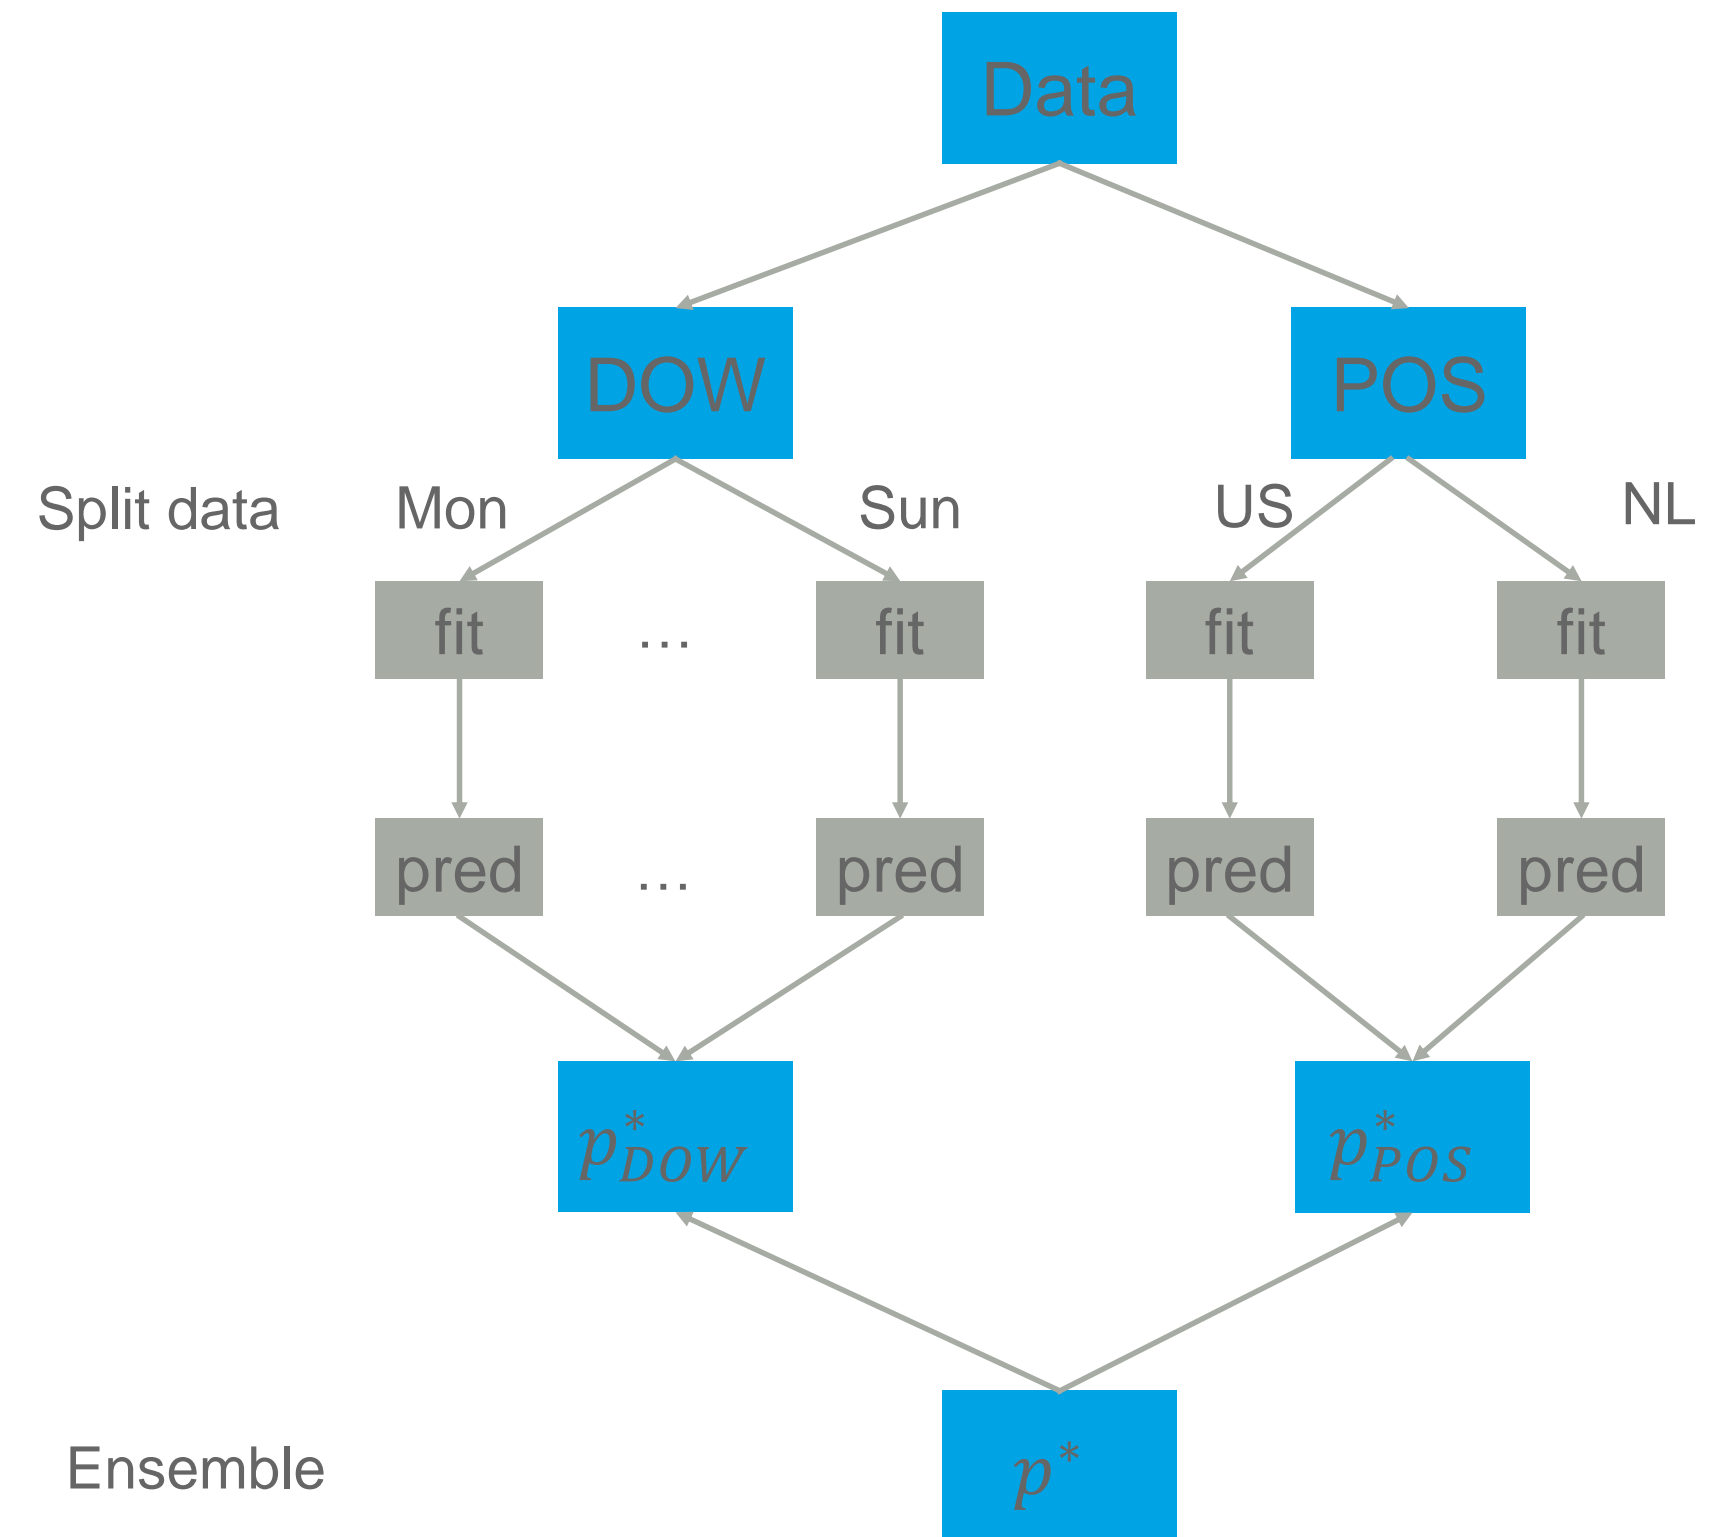 Data
DOW POS
Split data Mon Sun US NL
fit … fit fit fit
pred … pred pred pred
p*DOW p*POS
Ensemble p*